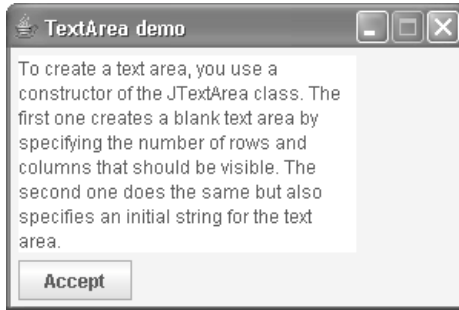 TextArea demo
To create a text area, you use a
constructor of the JTextArea class. The
first one creates a blank text area by
specifying the number of rows and
columns that should be visible. The
second one does the same but also
specifies an initial string for the text
area.
Accept